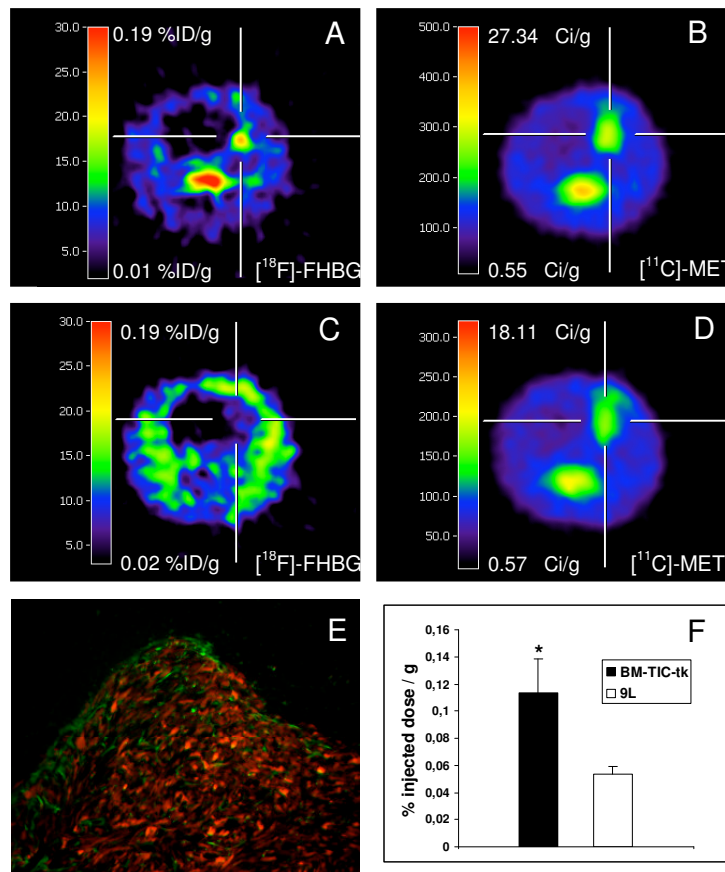 A
0.19 %ID/g
30.0
25.0
20.0
15.0
10.0
5.0
0.01 %ID/g
[18F]-FHBG
B
27.34 Ci/g
500.0
400.0
300.0
200.0
100.0
0.55 Ci/g
[11C]-MET
C
0.19 %ID/g
30.0
25.0
20.0
15.0
10.0
5.0
0.02 %ID/g
[18F]-FHBG
D
18.11 Ci/g
300.0
250.0
200.0
150.0
100.0
50.0
0.57 Ci/g
[11C]-MET
E
F
% injected dose / g
0,16
0,14
0,12
0,1
0,08
0,06
0,04
0,02
0
*
BM-TIC-tk
9L